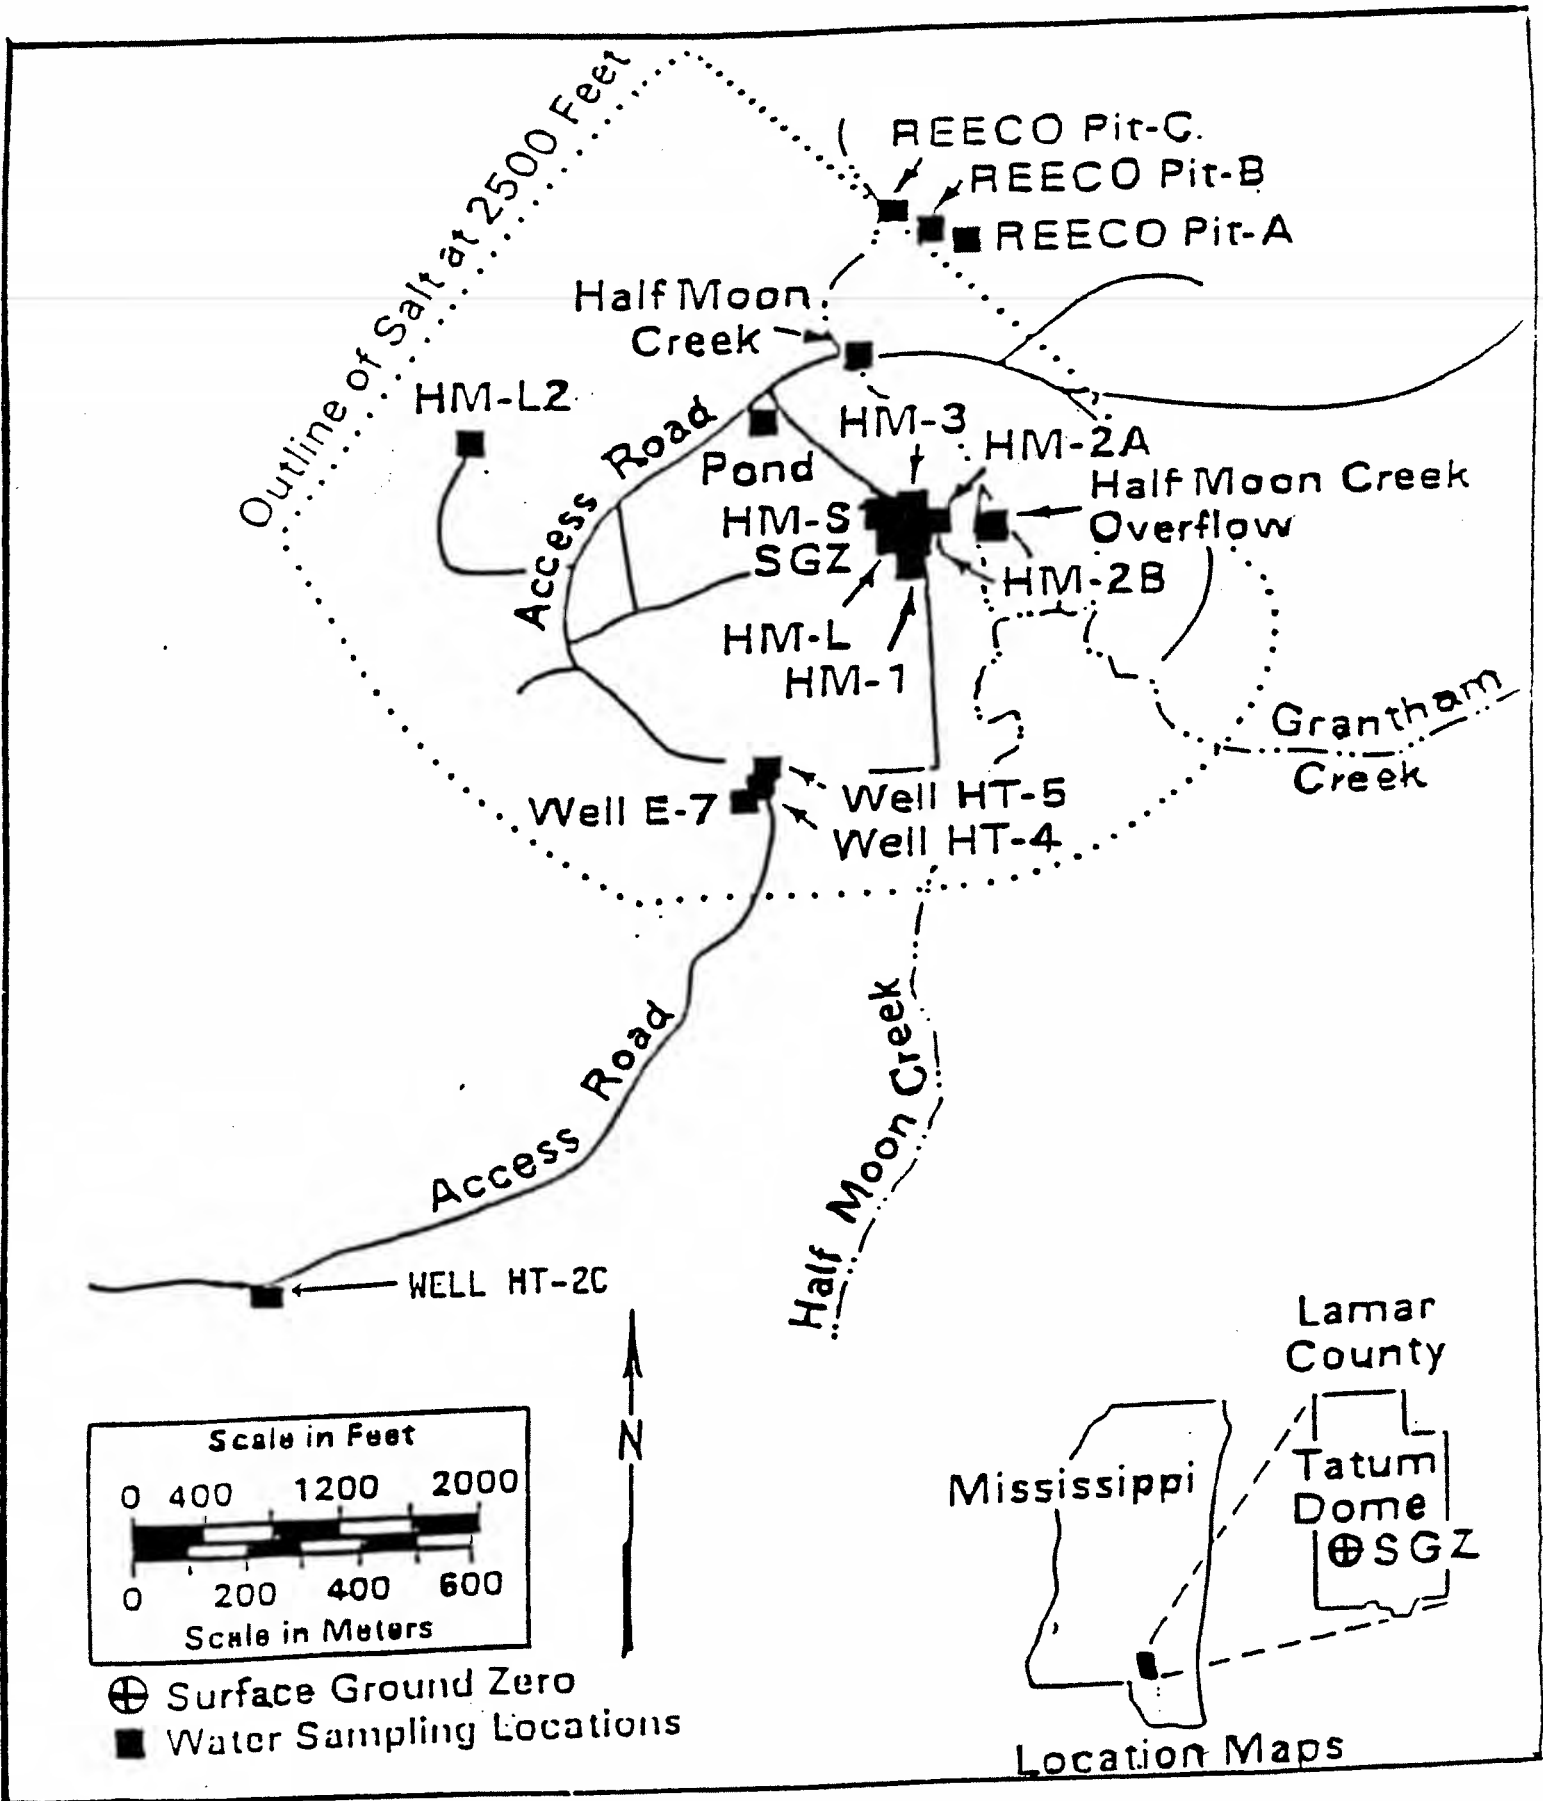 Outline of Salt at 2500 Feet
REECO Pit-C.
REECO Pit-B
REECO Pit-A
Half Moon
Creek
HM-L2
Access Road
Pond
HM-3
HM-2A
Half Moon Creek
Overflow
HM-S
SGZ
HM-2B
HM-L
HM-1
Grantham
Creek
Well HT-5
Well E-7
Well HT-4
Half Moon Creek
Access Road
WELL HT-2C
N
Scale in Feet
0 400 1200 2000
0 200 400 600
Scale in Meters
Surface Ground Zero
Water Sampling Locations
Lamar
County
Mississippi
Tatum
Dome
SGZ
Location Maps